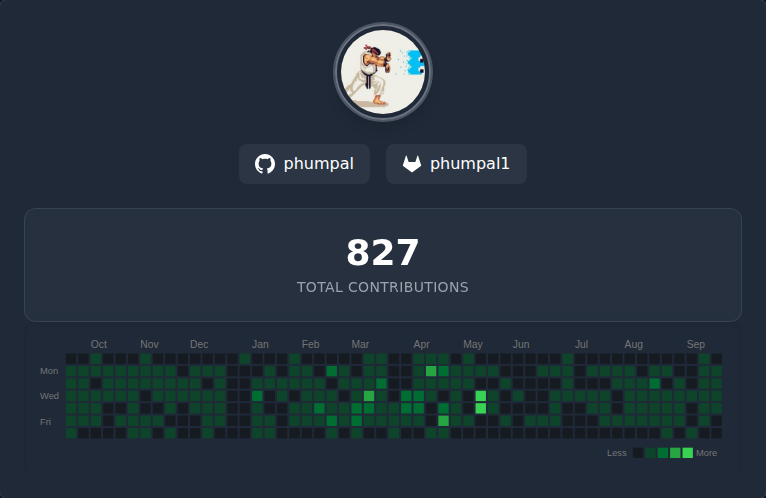 phumpal phumpal1
827
TOTAL CONTRIBUTIONS
Oct Nov Dec Jan Feb Mar Apr May Jun Jul Aug Sep
Mon
Wed
Fri
Less More